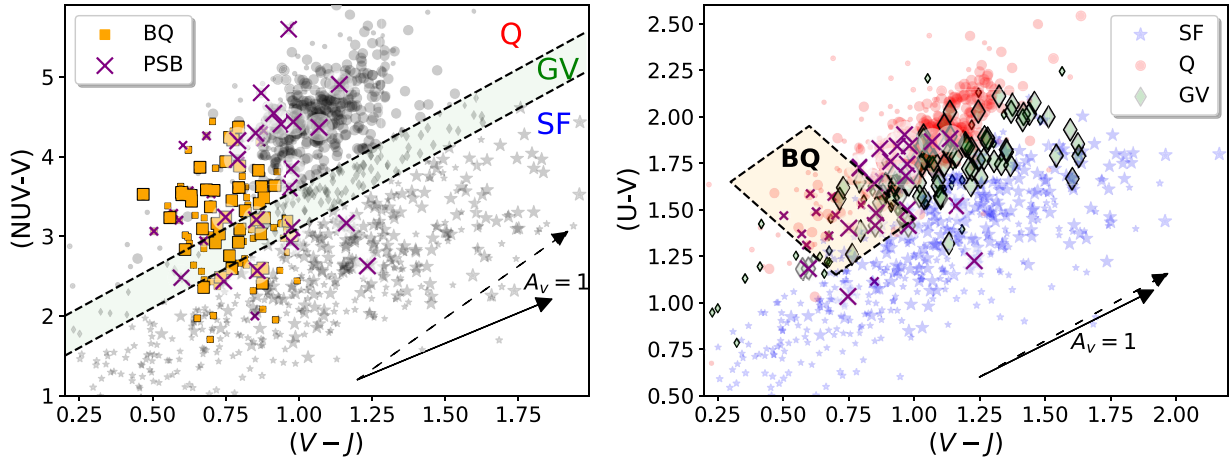 BQ
PSB
Q
GV
SF
A_v = 1
(NUV-V)
5
4
3
2
1
0.25 0.50 0.75 1.00 1.25 1.50 1.75
(V − J)
SF
Q
GV
BQ
A_v = 1
(U-V)
2.50
2.25
2.00
1.75
1.50
1.25
1.00
0.75
0.50
0.25 0.50 0.75 1.00 1.25 1.50 1.75 2.00
(V − J)